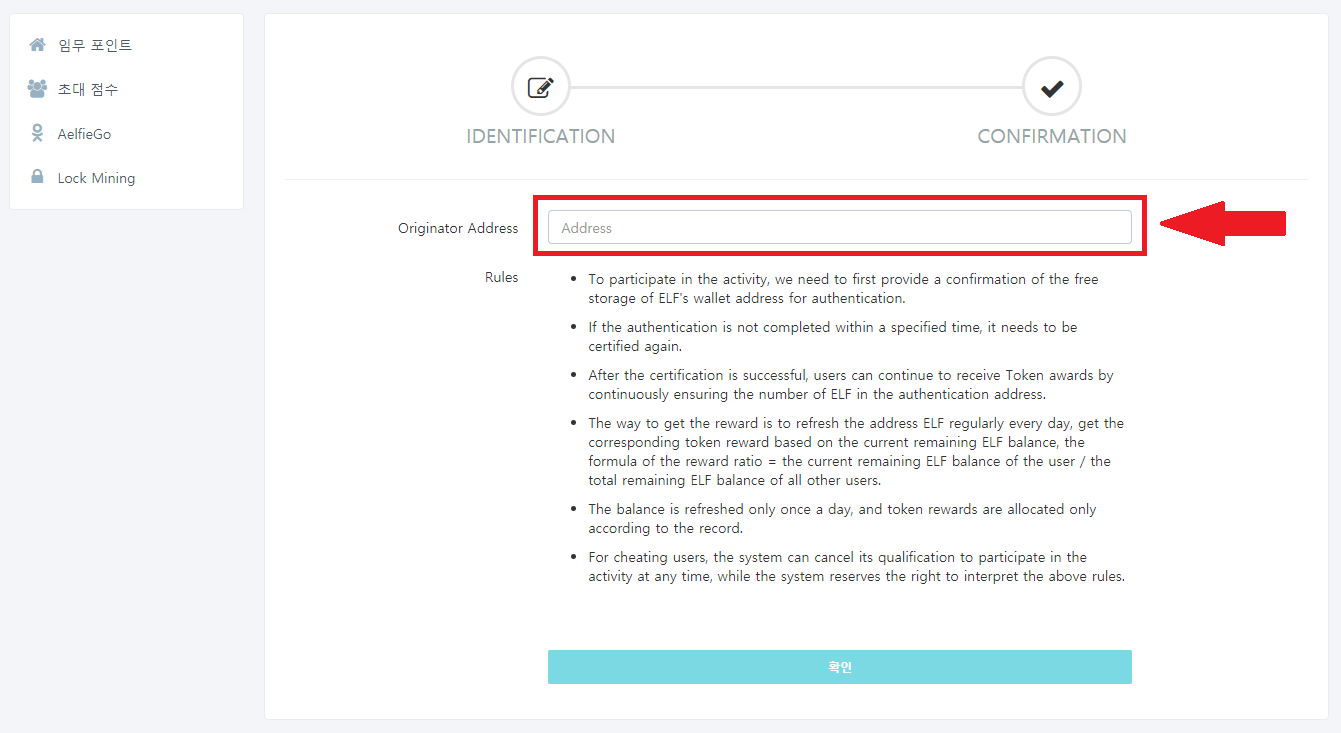 임무 포인트
초대 점수
AelfieGo
Lock Mining
IDENTIFICATION
CONFIRMATION
Originator Address
Address
Rules
To participate in the activity, we need to first provide a confirmation of the free
storage of ELF's wallet address for authentication.
If the authentication is not completed within a specified time, it needs to be
certified again.
After the certification is successful, users can continue to receive Token awards by
continuously ensuring the number of ELF in the authentication address.
The way to get the reward is to refresh the address ELF regularly every day, get the
corresponding token reward based on the current remaining ELF balance, the
formula of the reward ratio = the current remaining ELF balance of the user / the
total remaining ELF balance of all other users.
The balance is refreshed only once a day, and token rewards are allocated only
according to the record.
For cheating users, the system can cancel its qualification to participate in the
activity at any time, while the system reserves the right to interpret the above rules.
확인